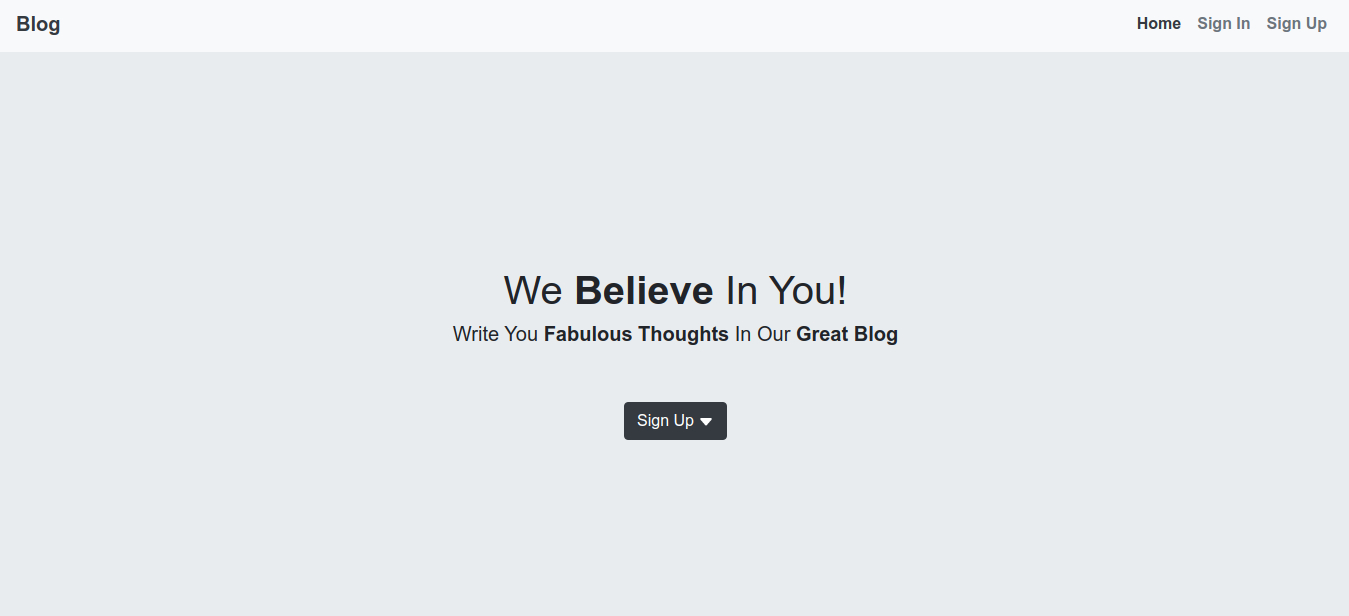 Blog
Home Sign In Sign Up
We Believe In You!
Write You Fabulous Thoughts In Our Great Blog
Sign Up